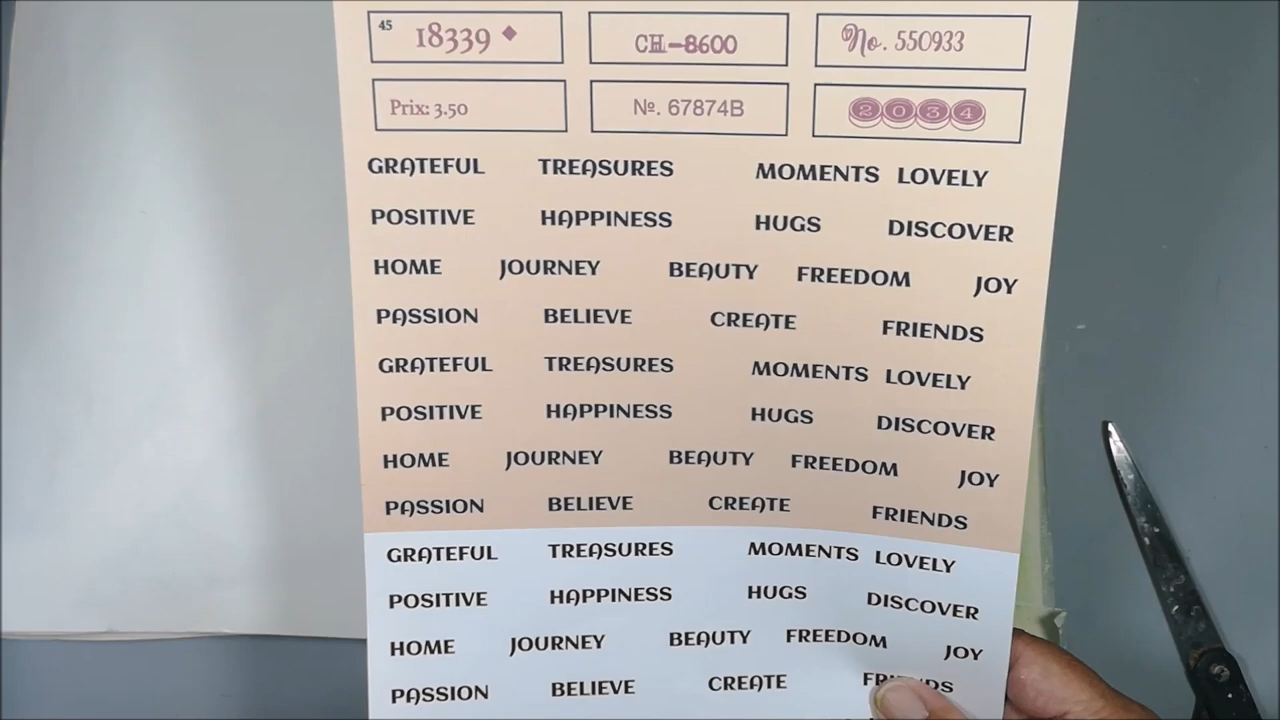 45 18339 CH-8600 No. 550933
Prix: 3.50 №. 67874B 2034
GRATEFUL TREASURES MOMENTS LOVELY
POSITIVE HAPPINESS HUGS DISCOVER
HOME JOURNEY BEAUTY FREEDOM JOY
PASSION BELIEVE CREATE FRIENDS
GRATEFUL TREASURES MOMENTS LOVELY
POSITIVE HAPPINESS HUGS DISCOVER
HOME JOURNEY BEAUTY FREEDOM JOY
PASSION BELIEVE CREATE FRIENDS
GRATEFUL TREASURES MOMENTS LOVELY
POSITIVE HAPPINESS HUGS DISCOVER
HOME JOURNEY BEAUTY FREEDOM JOY
PASSION BELIEVE CREATE FRIENDS